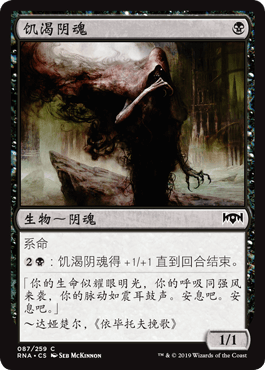 饥渴阴魂
生物～阴魂
系命
2：饥渴阴魂得 +1/+1 直到回合结束。
「你的生命似耀眼明光，你的呼吸同强风
来袭，你的脉动如震耳鼓声。安息吧。安
息吧。」
～达娅楚尔，《依毕托夫挽歌》
087/259 C
RNA • CS SEB MCKINNON
1/1
™ & © 2019 Wizards of the Coast